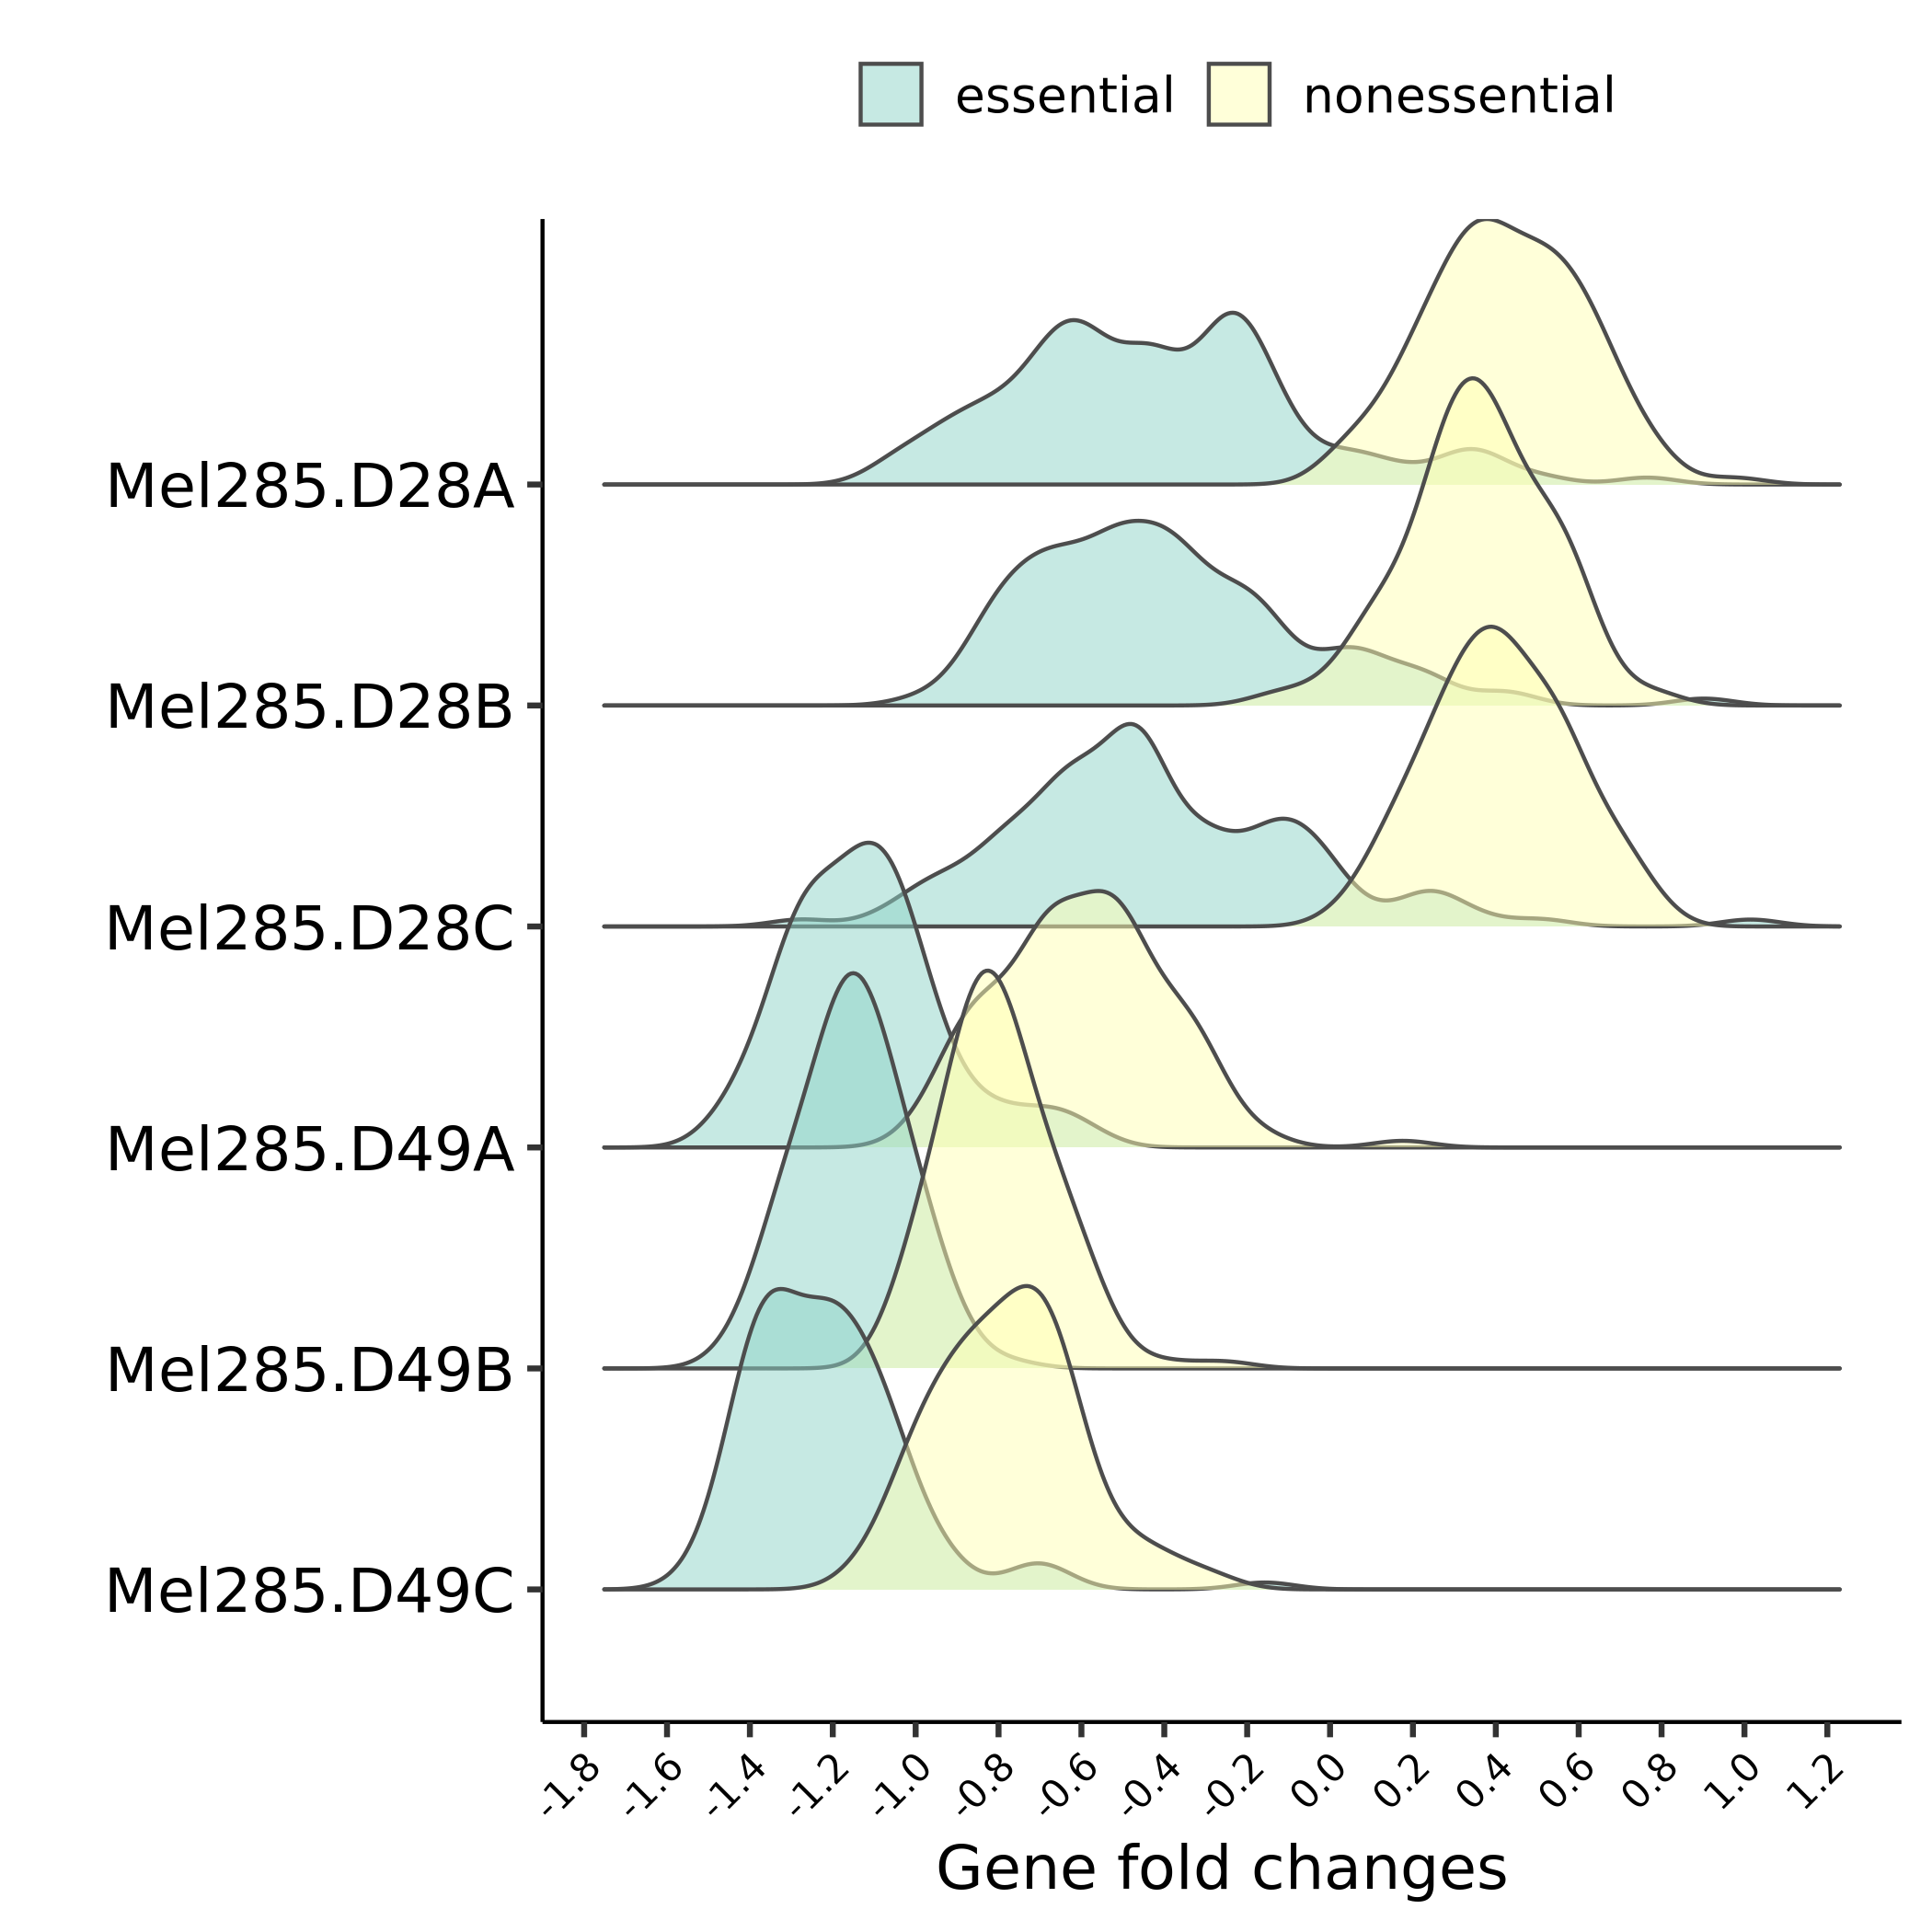 essential nonessential
Mel285.D28A
Mel285.D28B
Mel285.D28C
Mel285.D49A
Mel285.D49B
Mel285.D49C
-1.8 -1.6 -1.4 -1.2 -1.0 -0.8 -0.6 -0.4 -0.2 0.0 0.2 0.4 0.6 0.8 1.0 1.2
Gene fold changes